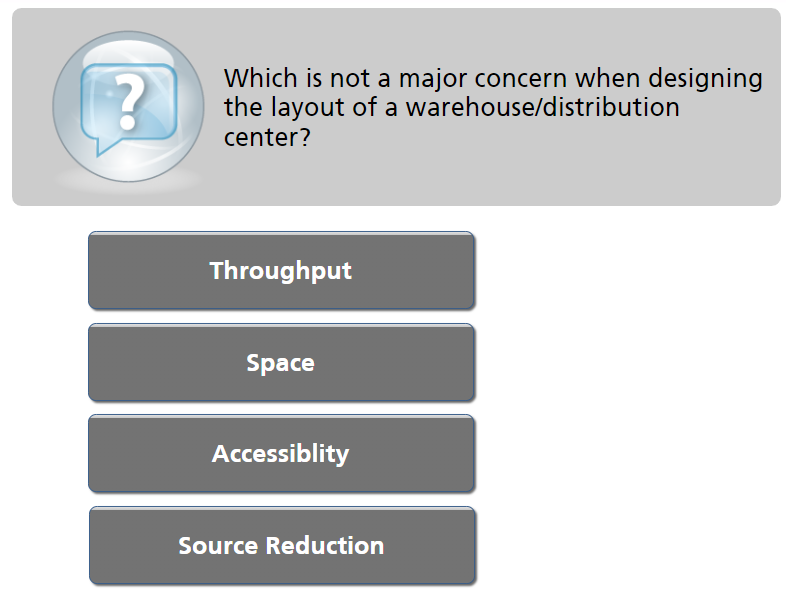 ?
Which is not a major concern when designing
the layout of a warehouse/distribution
center?
Throughput
Space
Accessiblity
Source Reduction